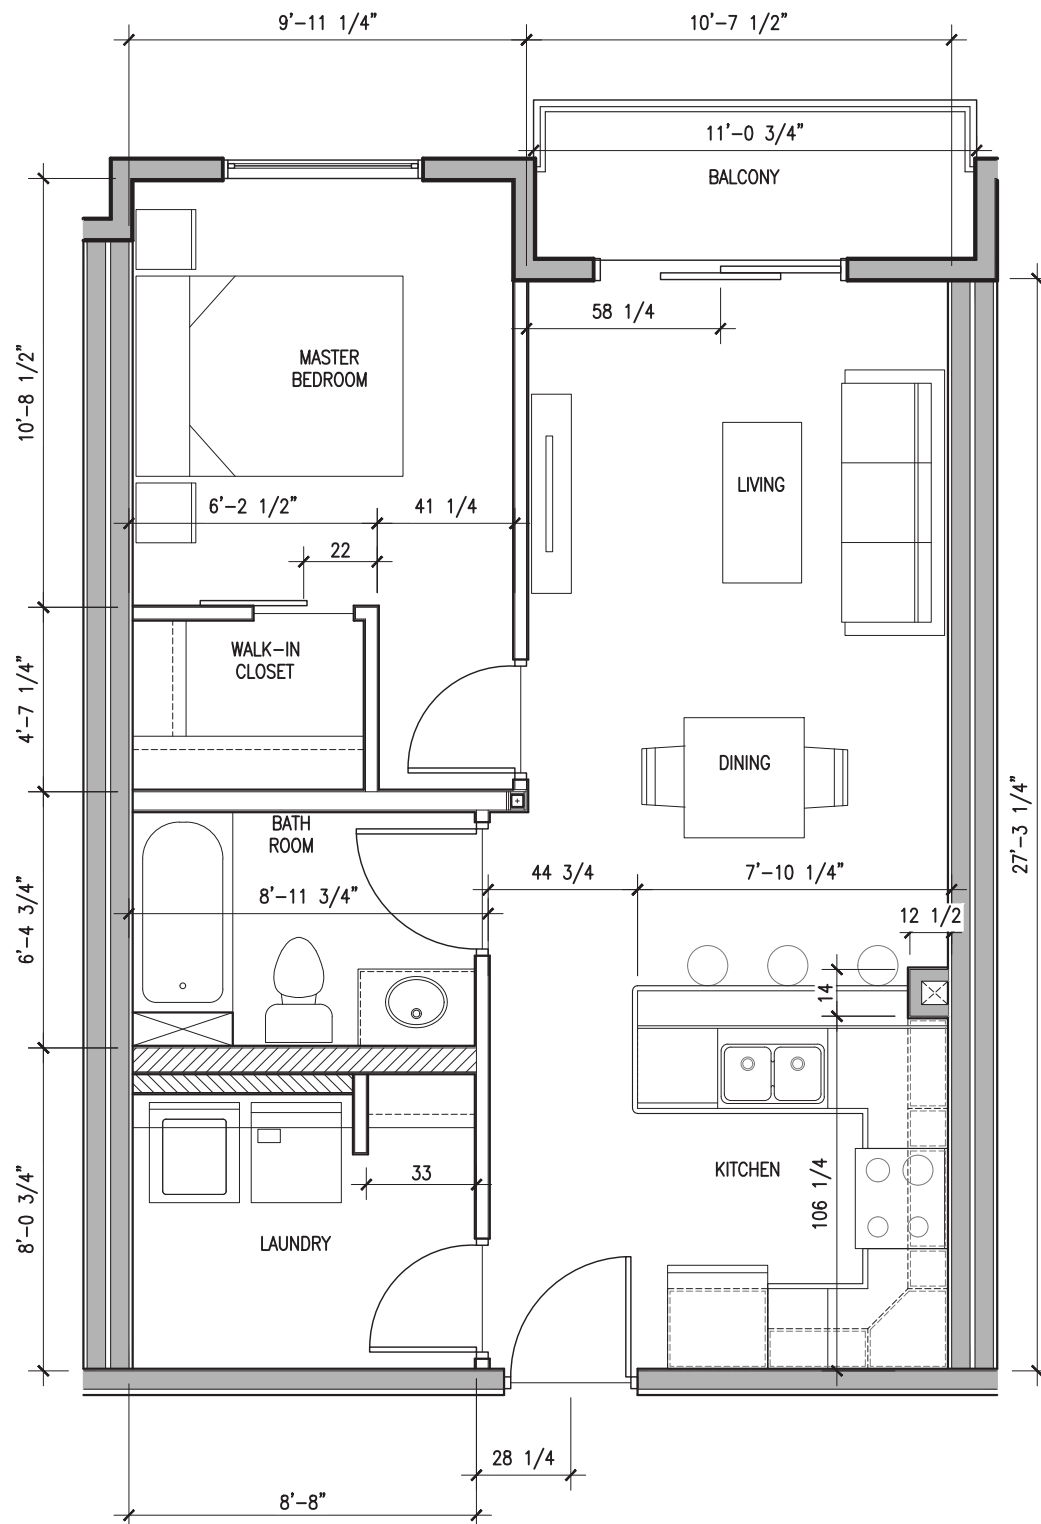 9'-11 1/4"
10'-7 1/2"
11'-0 3/4"
BALCONY
58 1/4
10'-8 1/2"
MASTER
BEDROOM
LIVING
6'-2 1/2"
41 1/4
22
WALK-IN
CLOSET
4'-7 1/4"
DINING
27'-3 1/4"
BATH
ROOM
44 3/4
7'-10 1/4"
8'-11 3/4"
12 1/2
6'-4 3/4"
14
KITCHEN
33
106 1/4
8'-0 3/4"
LAUNDRY
28 1/4
8'-8"